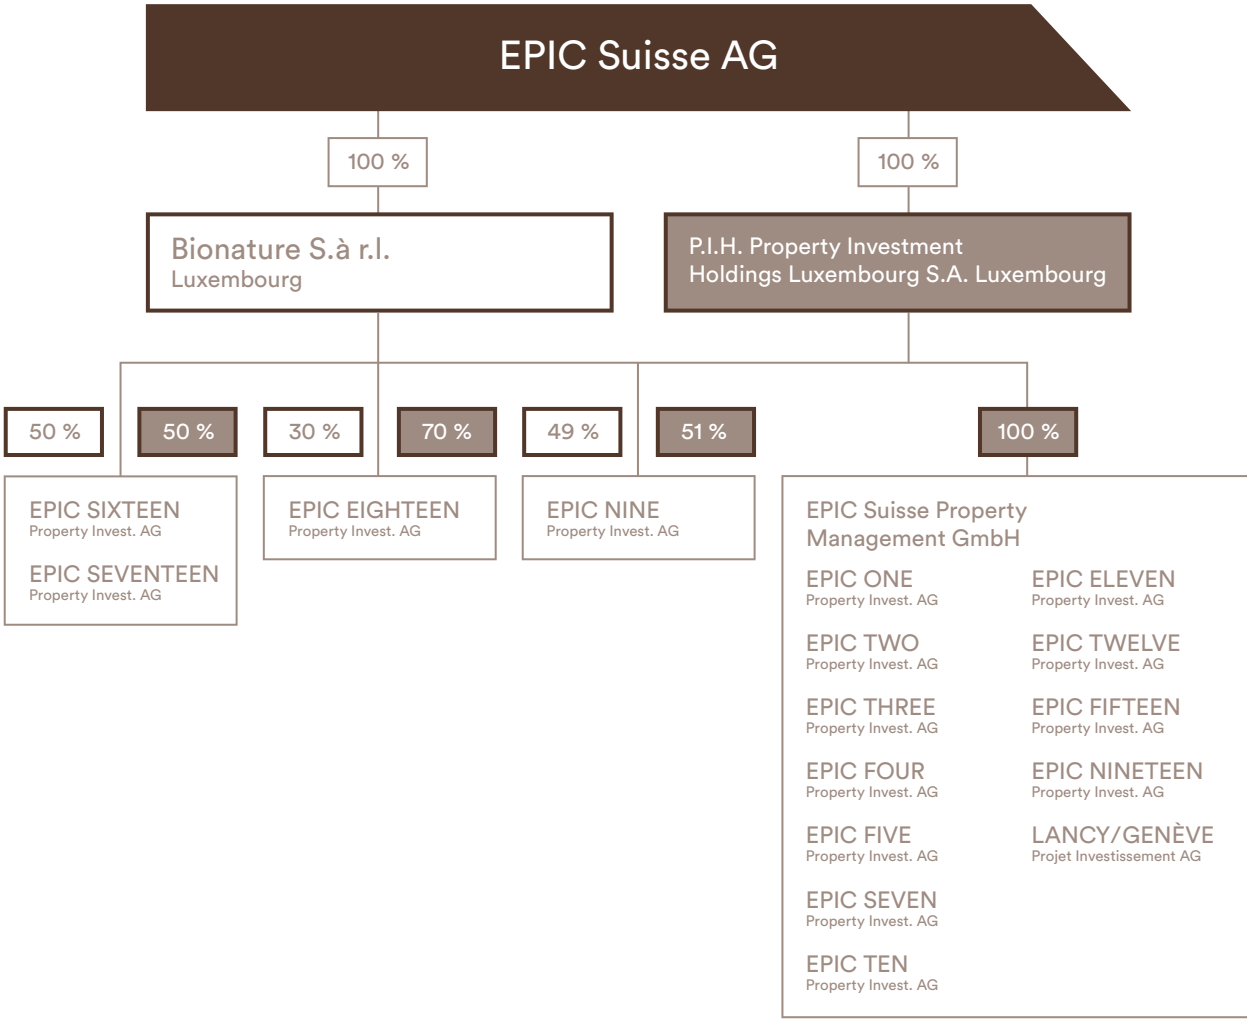 EPIC Suisse AG
100 %
100 %
Bionature S.à r.l.
Luxembourg
P.I.H. Property Investment
Holdings Luxembourg S.A. Luxembourg
50 %
50 %
30 %
70 %
49 %
51 %
100 %
EPIC SIXTEEN
Property Invest. AG
EPIC SEVENTEEN
Property Invest. AG
EPIC EIGHTEEN
Property Invest. AG
EPIC NINE
Property Invest. AG
EPIC Suisse Property
Management GmbH
EPIC ONE
Property Invest. AG
EPIC TWO
Property Invest. AG
EPIC THREE
Property Invest. AG
EPIC FOUR
Property Invest. AG
EPIC FIVE
Property Invest. AG
EPIC SEVEN
Property Invest. AG
EPIC TEN
Property Invest. AG
EPIC ELEVEN
Property Invest. AG
EPIC TWELVE
Property Invest. AG
EPIC FIFTEEN
Property Invest. AG
EPIC NINETEEN
Property Invest. AG
LANCY/GENÈVE
Projet Investissement AG